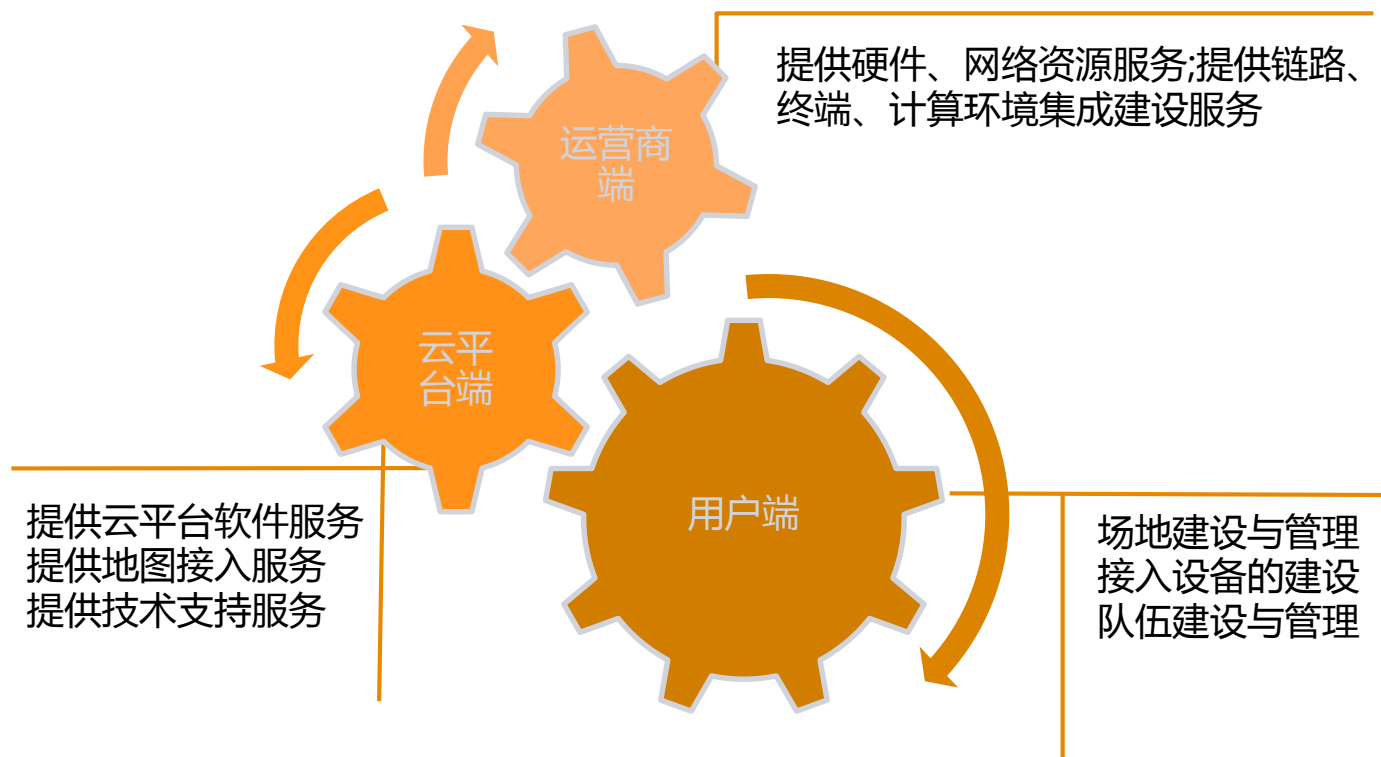 提供硬件、网络资源服务;提供链路、
终端、计算环境集成建设服务
运营商
端
云平
台端
用户端
提供云平台软件服务
提供地图接入服务
提供技术支持服务
场地建设与管理
接入设备的建设
队伍建设与管理